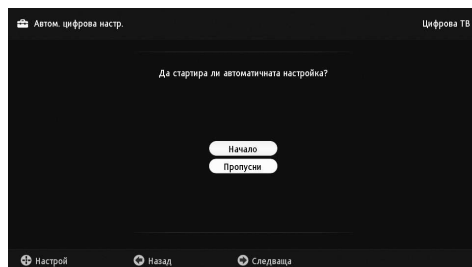 Автом. цифрова настр.
Цифрова ТВ
Да стартира ли автоматичната настройка?
Начало
Пропусни
Настрой
Назад
Следваща